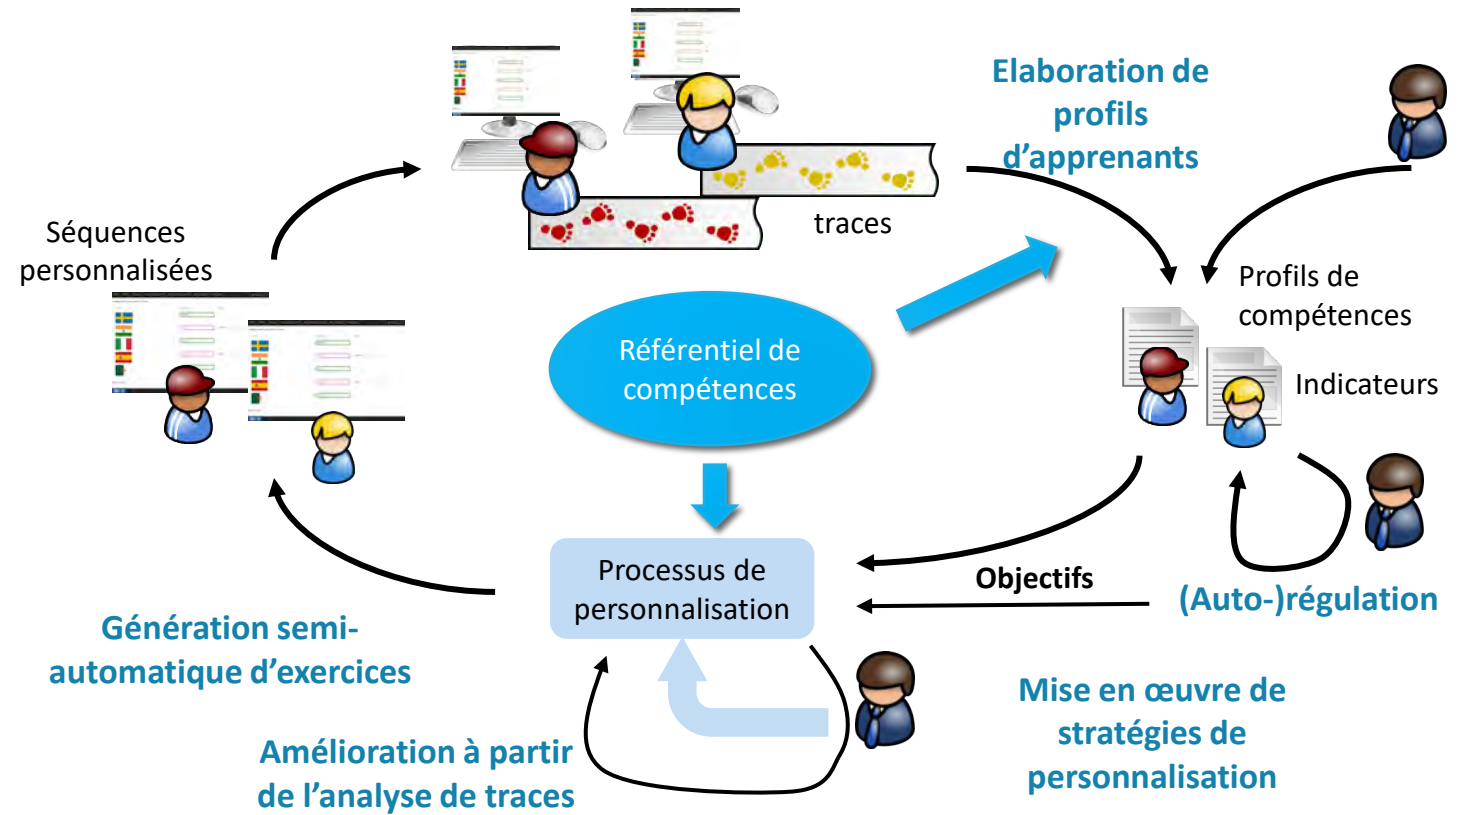 Elaboration de
profils
d’apprenants
traces
Séquences
personnalisées
Profils de
compétences
Indicateurs
Référentiel de
compétences
Processus de
personnalisation
Objectifs
(Auto-)régulation
Génération semi-
automatique d’exercices
Mise en œuvre de
stratégies de
personnalisation
Amélioration à partir
de l’analyse de traces